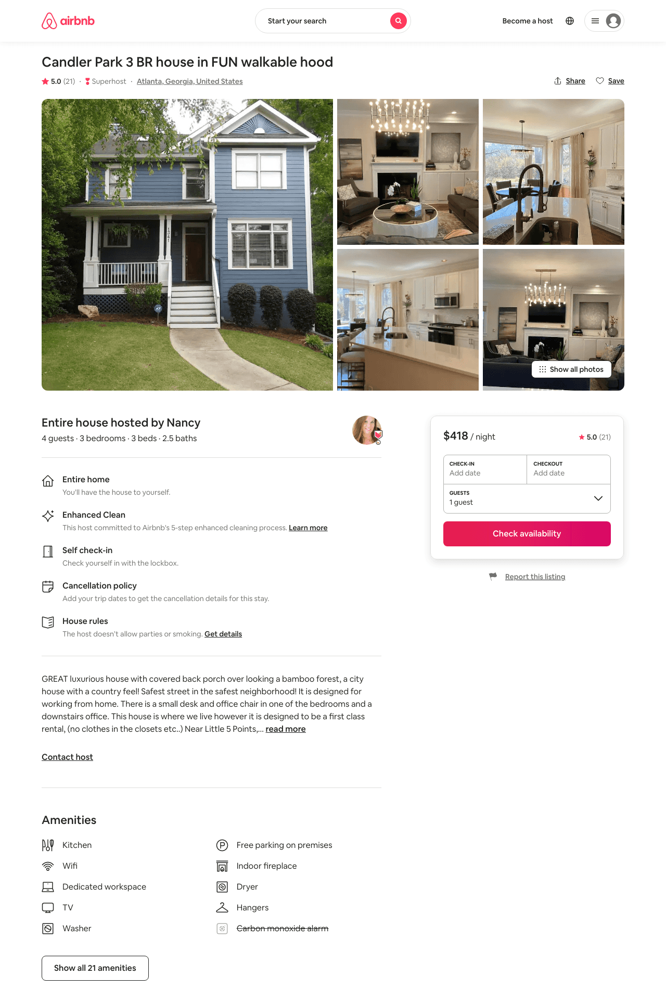 airbnb
Start your search
Become a host
Candler Park 3 BR house in FUN walkable hood
5.0 (21) · Superhost · Atlanta, Georgia, United States
Share
Save
1341
ADT
Show all photos
Entire house hosted by Nancy
4 guests · 3 bedrooms · 3 beds · 2.5 baths
Entire home
You'll have the house to yourself.
Enhanced Clean
This host committed to Airbnb's 5-step enhanced cleaning process. Learn more
Self check-in
Check yourself in with the lockbox.
Cancellation policy
Add your trip dates to get the cancellation details for this stay.
House rules
The host doesn't allow parties or smoking. Get details
$418 / night
5.0 (21)
CHECK-IN
Add date
CHECKOUT
Add date
GUESTS
1 guest
Check availability
Report this listing
GREAT luxurious house with covered back porch over looking a bamboo forest, a city
house with a country feel! Safest street in the safest neighborhood! It is designed for
working from home. There is a small desk and office chair in one of the bedrooms and a
downstairs office. This house is where we live however it is designed to be a first class
rental, (no clothes in the closets etc..) Near Little 5 Points,... read more
Contact host
Amenities
Kitchen
Free parking on premises
Wifi
Indoor fireplace
Dedicated workspace
Dryer
TV
Hangers
Washer
Carbon monoxide alarm
Show all 21 amenities